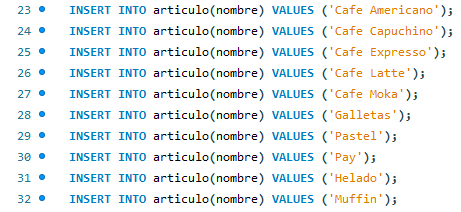 23 INSERT INTO articulo(nombre) VALUES ('Cafe Americano');
24 INSERT INTO articulo(nombre) VALUES ('Cafe Capuchino');
25 INSERT INTO articulo(nombre) VALUES ('Cafe Expresso');
26 INSERT INTO articulo(nombre) VALUES ('Cafe Latte');
27 INSERT INTO articulo(nombre) VALUES ('Cafe Moka');
28 INSERT INTO articulo(nombre) VALUES ('Galletas');
29 INSERT INTO articulo(nombre) VALUES ('Pastel');
30 INSERT INTO articulo(nombre) VALUES ('Pay');
31 INSERT INTO articulo(nombre) VALUES ('Helado');
32 INSERT INTO articulo(nombre) VALUES ('Muffin');